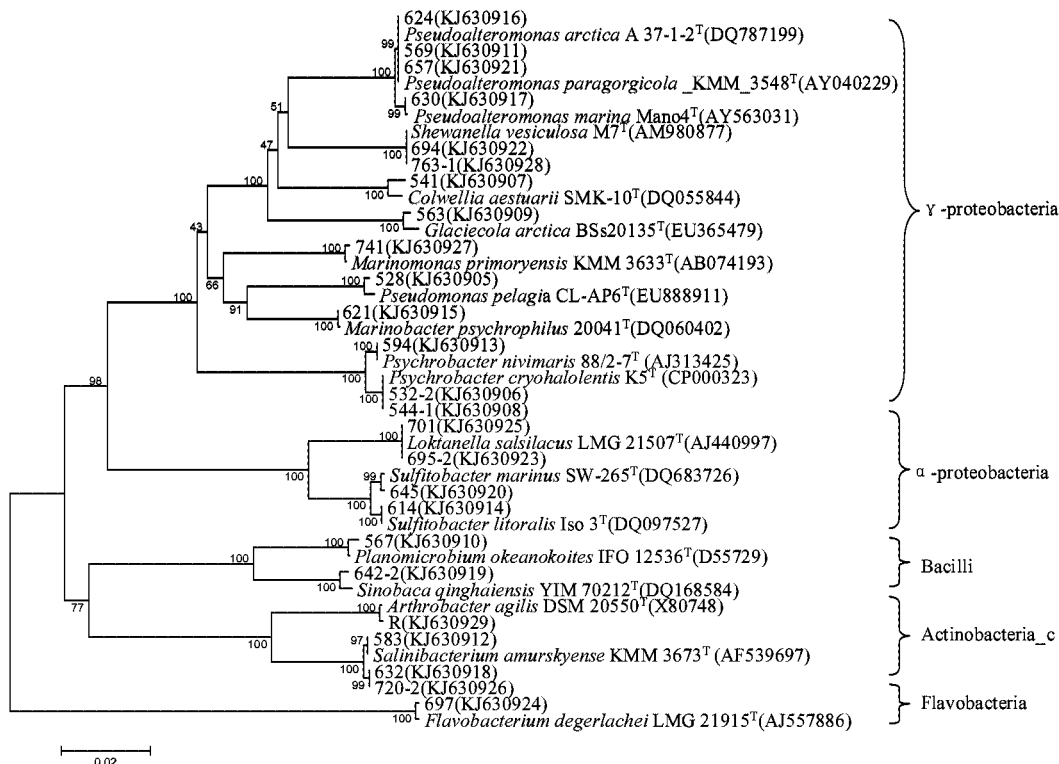 624(KJ630916)
Pseudoalteromonas arctica A 37-1-2T(DQ787199)
569(KJ630911)
657(KJ630921)
Pseudoalteromonas paragorgicola _KMM_3548T(AY040229)
630(KJ630917)
Pseudoalteromonas marina Mano4T(AY563031)
Shewanella vesiculosa M7T(AM980877)
694(KJ630922)
763-1(KJ630928)
541(KJ630907)
Colwellia aestuarii SMK-10T(DQ055844)
563(KJ630909)
Glaciecola arctica BSs20135T(EU365479)
741(KJ630927)
Marinomonas primoryensis KMM 3633T(AB074193)
528(KJ630905)
Pseudomonas pelagia CL-AP6T(EU888911)
621(KJ630915)
Marinobacter psychrophilus 20041T(DQ060402)
594(KJ630913)
Psychrobacter nivimaris 88/2-7T (AJ313425)
Psychrobacter cryohalolentis K5T (CP000323)
532-2(KJ630906)
544-1(KJ630908)
γ-proteobacteria
701(KJ630925)
Loktanella salsilacus LMG 21507T(AJ440997)
695-2(KJ630923)
Sulfitobacter marinus SW-265T(DQ683726)
645(KJ630920)
614(KJ630914)
Sulfitobacter litoralis Iso 3T(DQ097527)
α-proteobacteria
567(KJ630910)
Planomicrobium okeanokoites IFO 12536T(D55729)
642-2(KJ630919)
Sinobaca qinghaiensis YIM 70212T(DQ168584)
Bacilli
Arthrobacter agilis DSM 20550T(X80748)
R(KJ630929)
583(KJ630912)
Salinibacterium amurskyense KMM 3673T (AF539697)
632(KJ630918)
720-2(KJ630926)
Actinobacteria_c
697(KJ630924)
Flavobacterium degerlachei LMG 21915T(AJ557886)
Flavobacteria
99
100
99
51
100
47
100
100
100
43
100
66
100
91
100
100
100
100
98
100
100
99
100
100
100
100
100
77
100
100
97
100
99
100
0.02